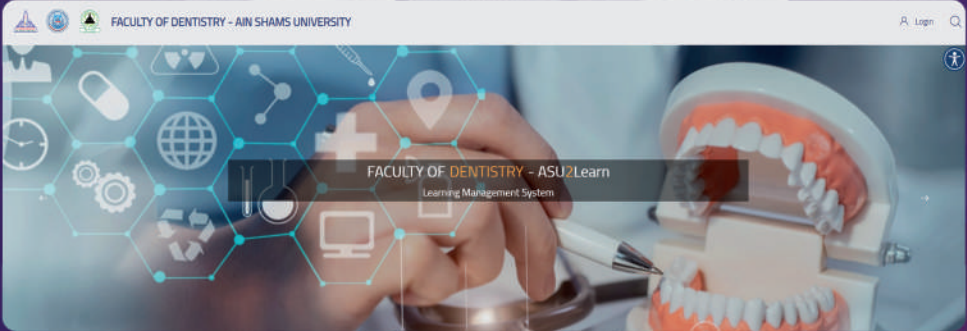 FACULTY OF DENTISTRY - AIN SHAMS UNIVERSITY
Login
FACULTY OF DENTISTRY - ASU2Learn
Learning Management System